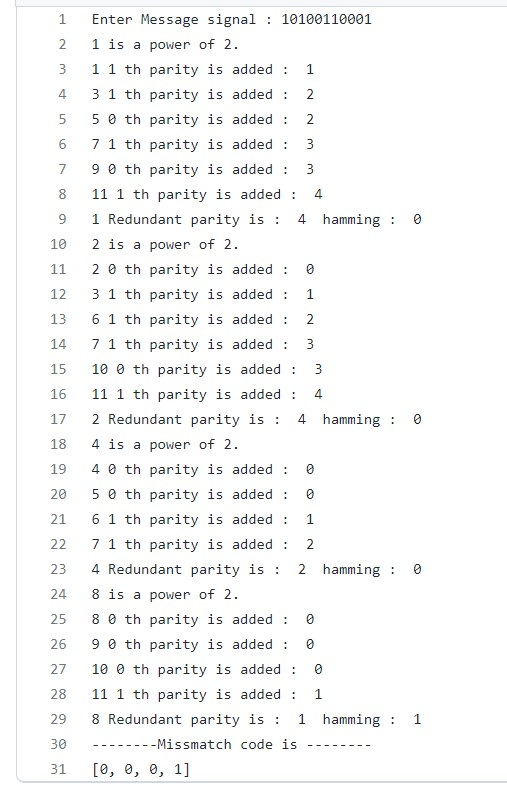 1 Enter Message signal : 10100110001
2 1 is a power of 2.
3 1 1 th parity is added :  1
4 3 1 th parity is added :  2
5 5 0 th parity is added :  2
6 7 1 th parity is added :  3
7 9 0 th parity is added :  3
8 11 1 th parity is added :  4
9 1 Redundant parity is :  4  hamming :  0
10 2 is a power of 2.
11 2 0 th parity is added :  0
12 3 1 th parity is added :  1
13 6 1 th parity is added :  2
14 7 1 th parity is added :  3
15 10 0 th parity is added :  3
16 11 1 th parity is added :  4
17 2 Redundant parity is :  4  hamming :  0
18 4 is a power of 2.
19 4 0 th parity is added :  0
20 5 0 th parity is added :  0
21 6 1 th parity is added :  1
22 7 1 th parity is added :  2
23 4 Redundant parity is :  2  hamming :  0
24 8 is a power of 2.
25 8 0 th parity is added :  0
26 9 0 th parity is added :  0
27 10 0 th parity is added :  0
28 11 1 th parity is added :  1
29 8 Redundant parity is :  1  hamming :  1
30 --------Missmatch code is --------
31 [0, 0, 0, 1]